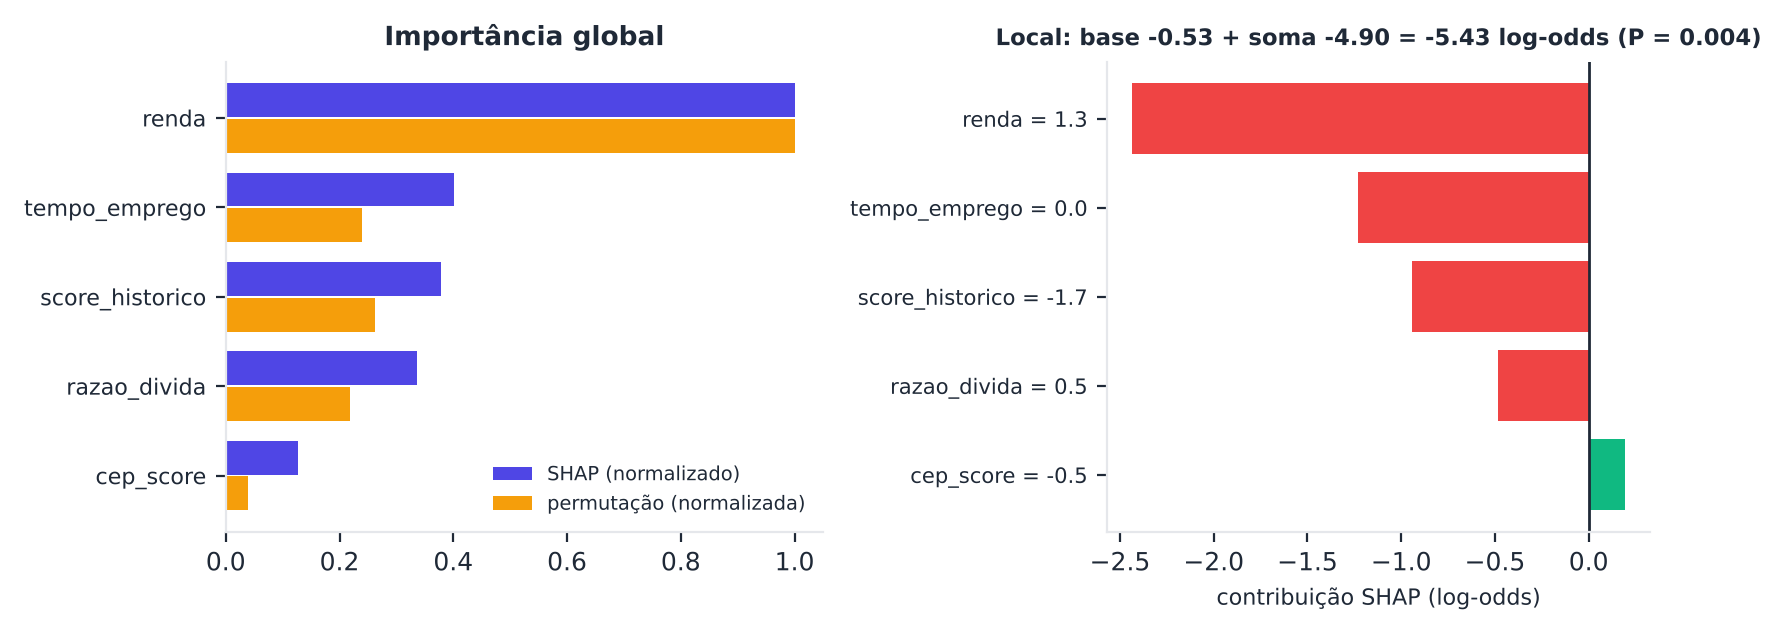 Importância global
renda
tempo_emprego
score_historico
razao_divida
cep_score
SHAP (normalizado)
permutação (normalizada)
0.0 0.2 0.4 0.6 0.8 1.0
Local: base -0.53 + soma -4.90 = -5.43 log-odds (P = 0.004)
renda = 1.3
tempo_emprego = 0.0
score_historico = -1.7
razao_divida = 0.5
cep_score = -0.5
−2.5 −2.0 −1.5 −1.0 −0.5 0.0
contribuição SHAP (log-odds)